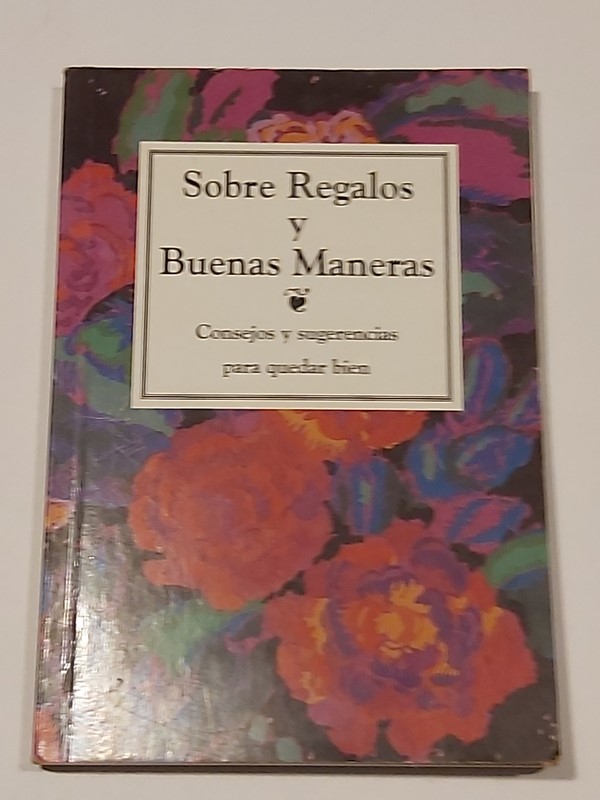 Sobre Regalos
y
Buenas Maneras
Consejos y sugerencias
para quedar bien